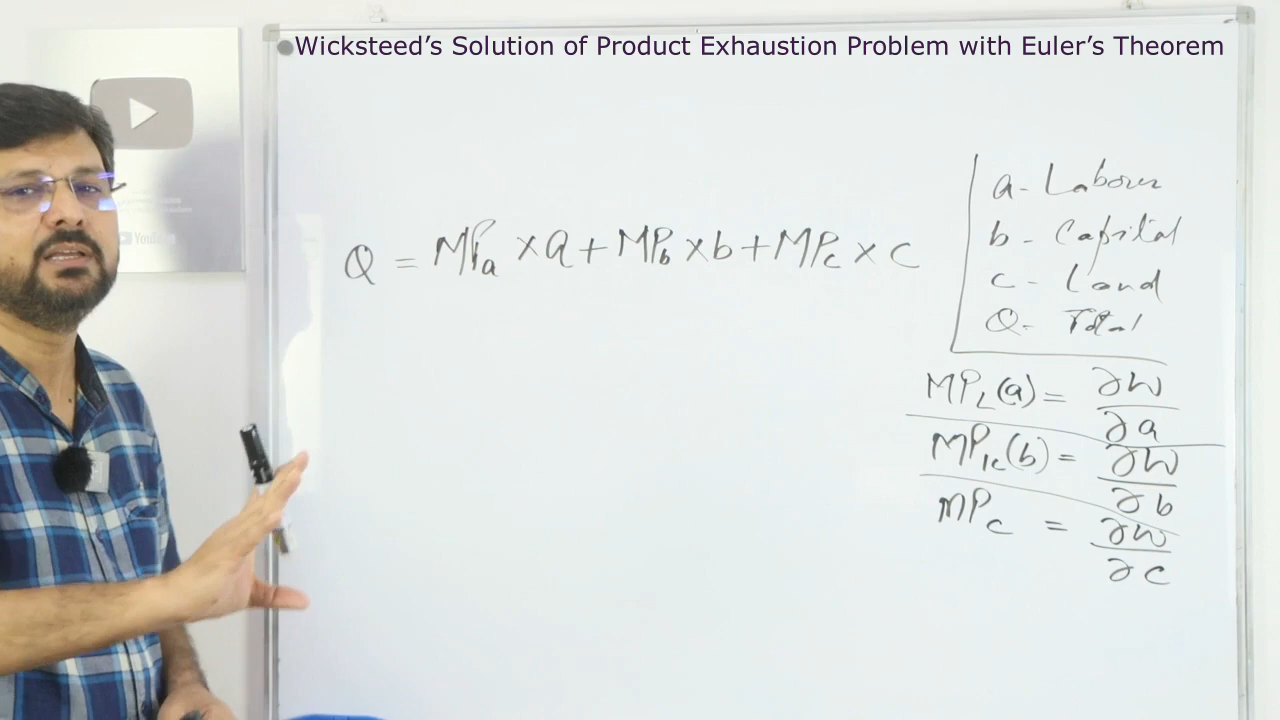 Wicksteed's Solution of Product Exhaustion Problem with Euler's Theorem
YouTube
Q = MPa × a + MPb × b + MPc × c
a - Labour
b - Capital
c - Land
Q - Total
MPL(a) = ∂W/∂a
MPK(b) = ∂W/∂b
MPc = ∂W/∂c